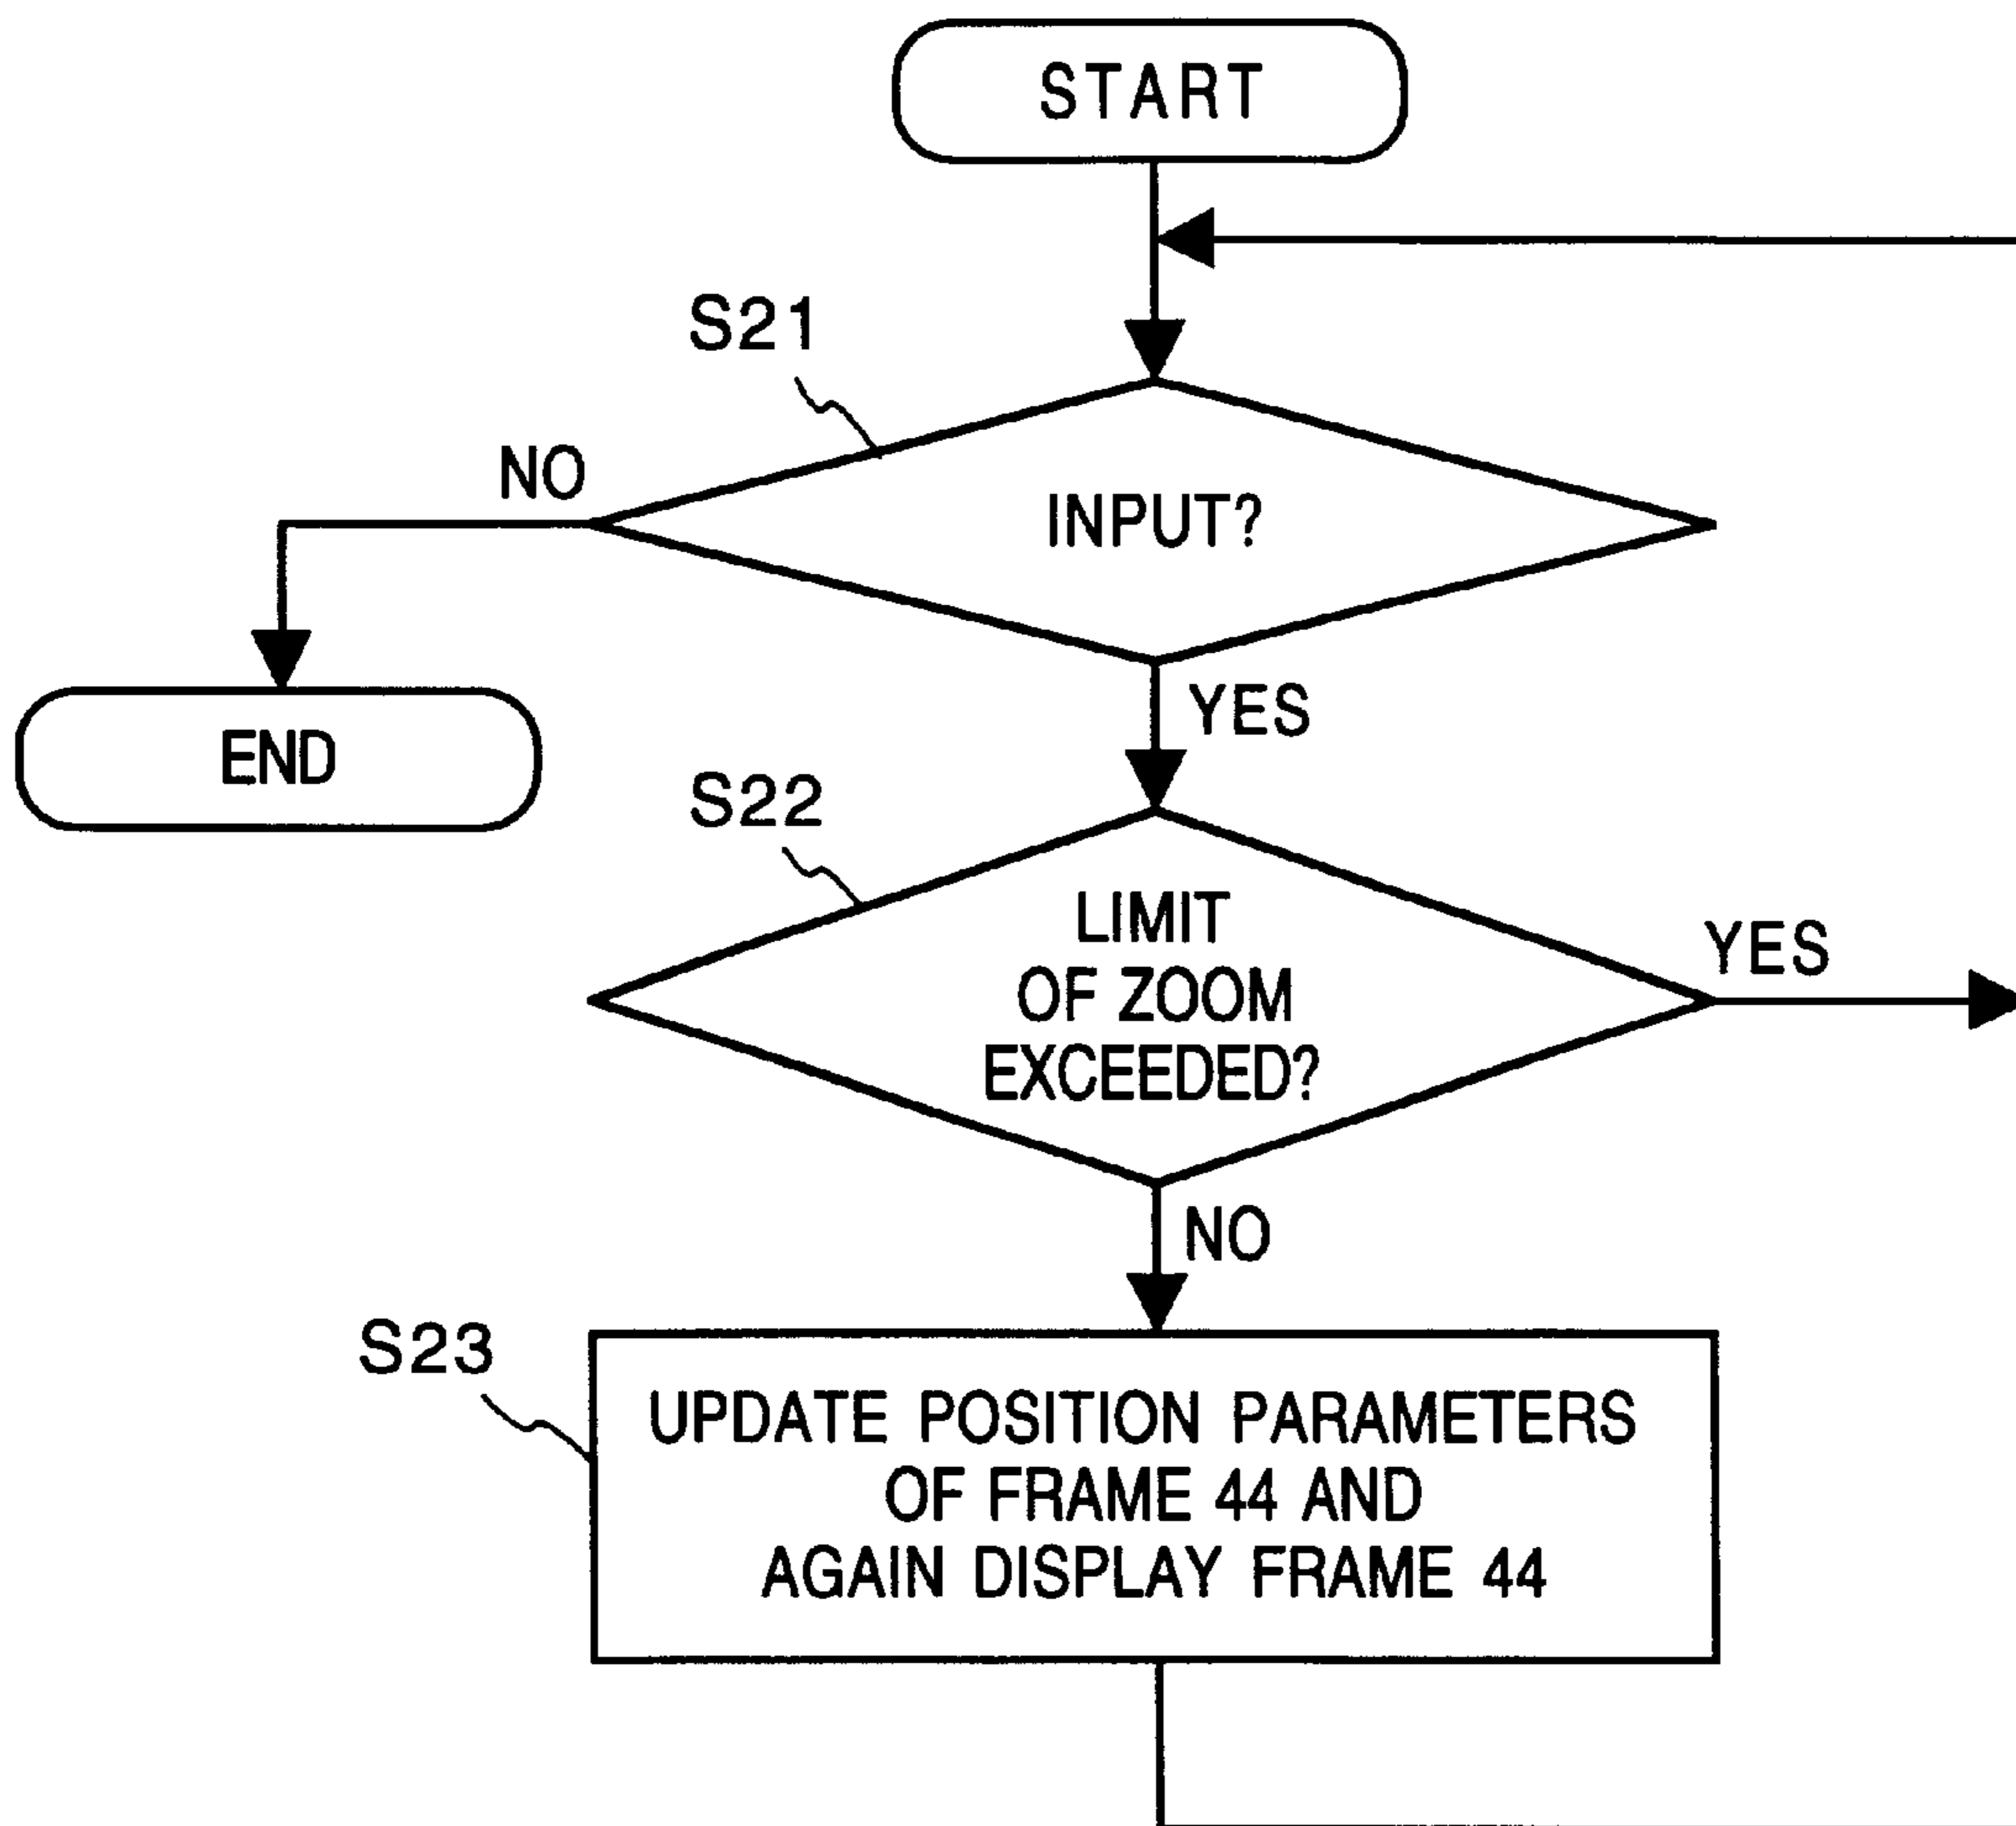 START
S21
NO
INPUT?
YES
END
S22
LIMIT
OF ZOOM
EXCEEDED?
YES
NO
S23
UPDATE POSITION PARAMETERS
OF FRAME 44 AND
AGAIN DISPLAY FRAME 44